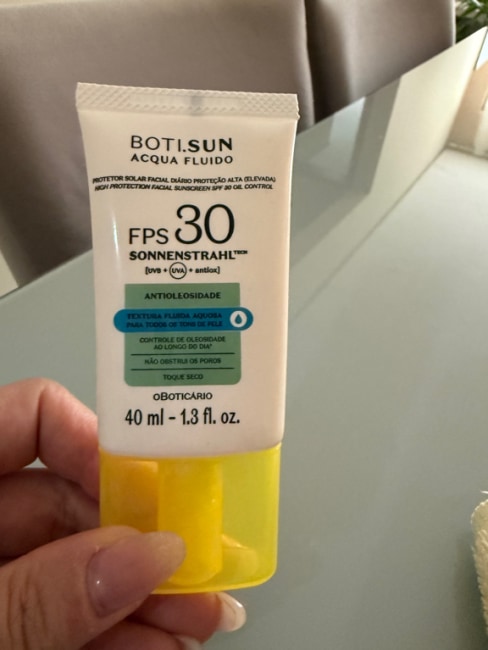 BOTI.SUN
ACQUA FLUIDO
PROTETOR SOLAR FACIAL DIÁRIO PROTEÇÃO ALTA (ELEVADA)
HIGH PROTECTION FACIAL SUNSCREEN SPF 30 OIL CONTROL
FPS 30
SONNENSTRAHL™
[UVB + UVA + antiox]
ANTIOLEOSIDADE
TEXTURA FLUIDA AQUOSA
PARA TODOS OS TONS DE PELE
CONTROLE DE OLEOSIDADE
AO LONGO DO DIA*
NÃO OBSTRUI OS POROS
TOQUE SECO
OBOTICÁRIO
40 ml - 1.3 fl. oz.